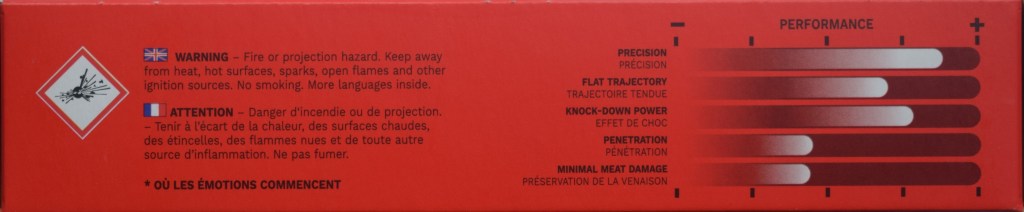 WARNING – Fire or projection hazard. Keep away
from heat, hot surfaces, sparks, open flames and other
ignition sources. No smoking. More languages inside.
ATTENTION – Danger d'incendie ou de projection.
– Tenir à l'écart de la chaleur, des surfaces chaudes,
des étincelles, des flammes nues et de toute autre
source d'inflammation. Ne pas fumer.
* OÙ LES ÉMOTIONS COMMENCENT
– PERFORMANCE +
PRECISION
PRÉCISION
FLAT TRAJECTORY
TRAJECTOIRE TENDUE
KNOCK-DOWN POWER
EFFET DE CHOC
PENETRATION
PÉNÉTRATION
MINIMAL MEAT DAMAGE
PRÉSERVATION DE LA VENAISON